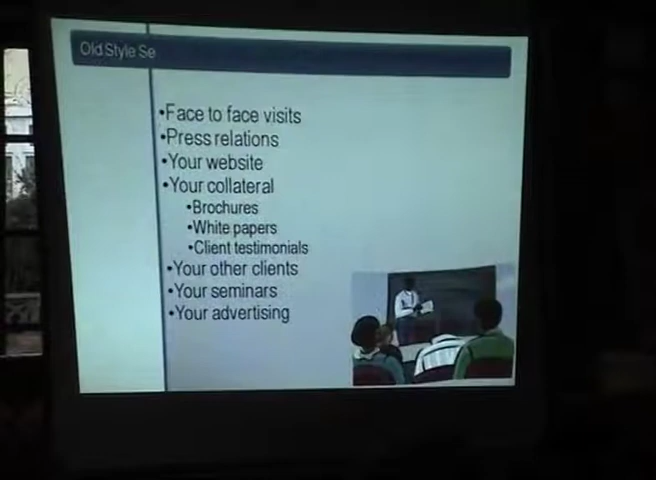 Old Style Se
•Face to face visits
•Press relations
•Your website
•Your collateral
•Brochures
•White papers
•Client testimonials
•Your other clients
•Your seminars
•Your advertising